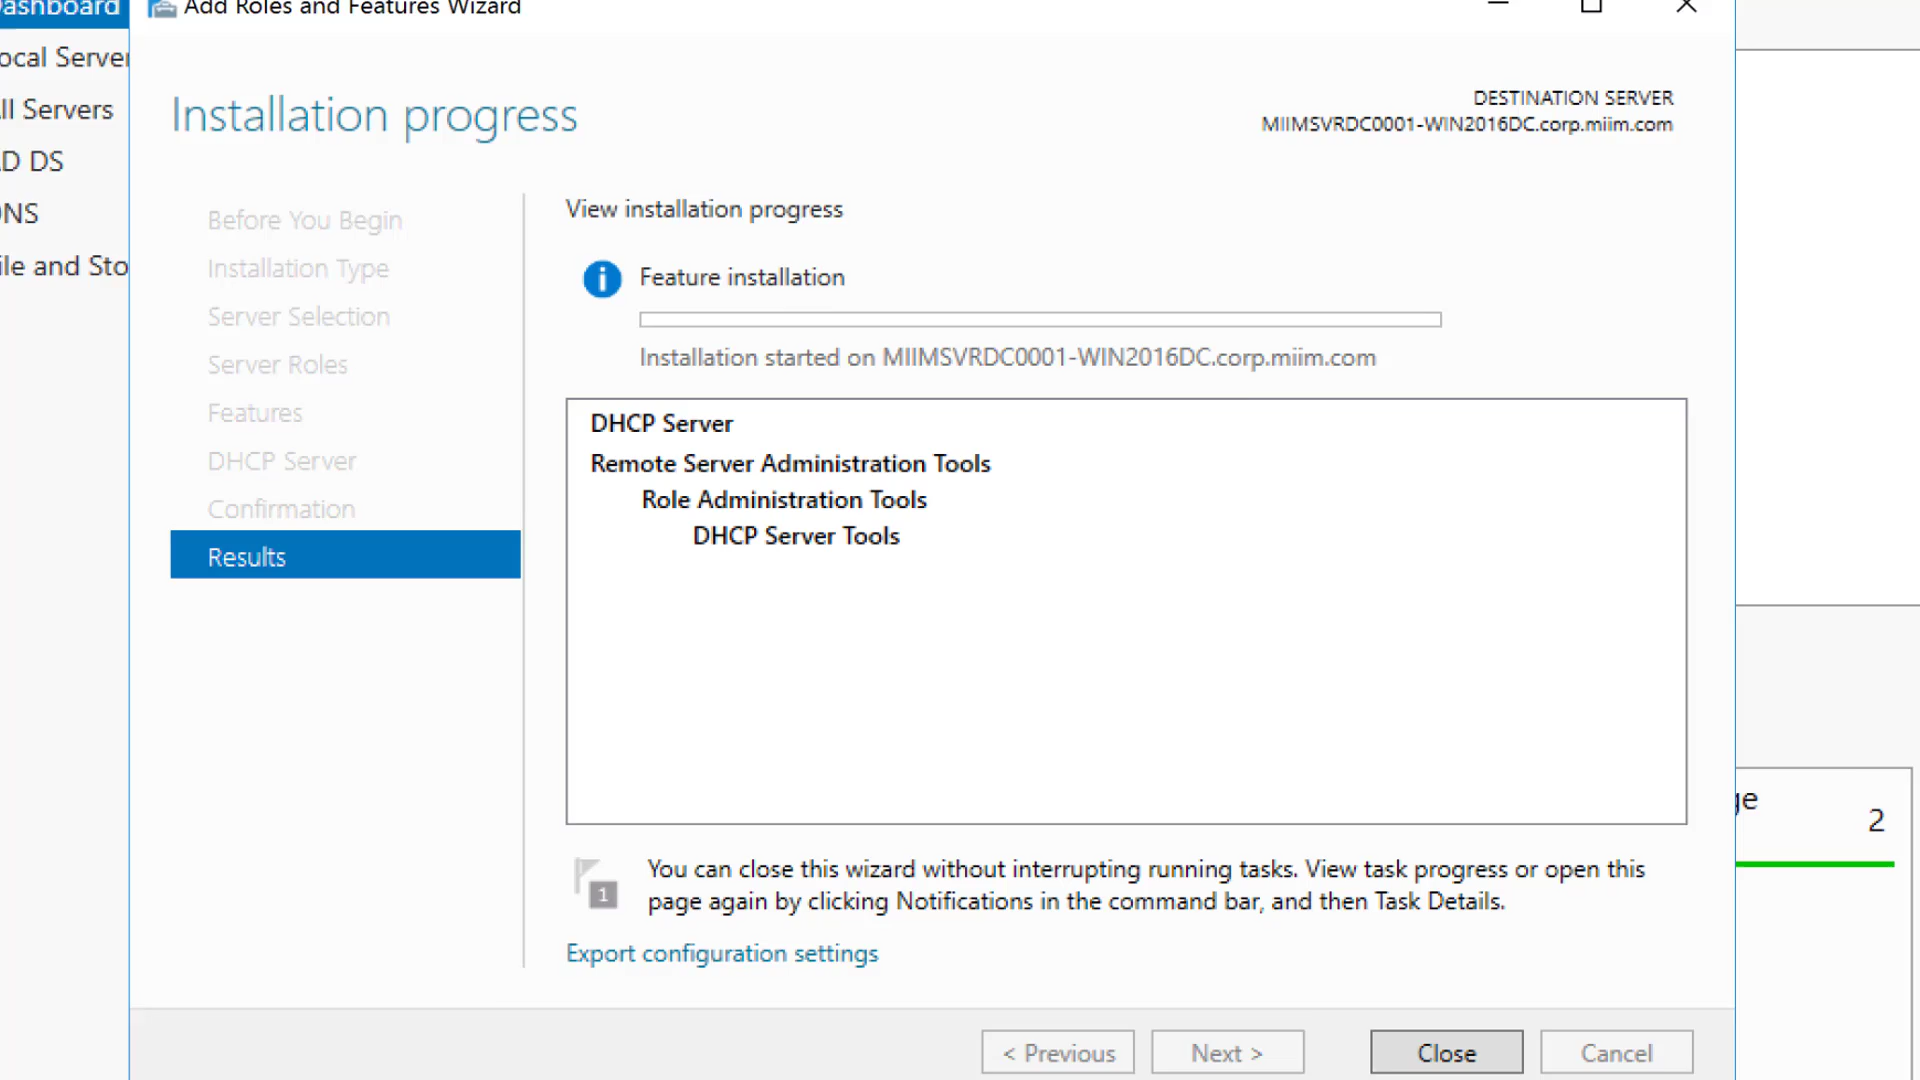 Dashboard
Add Roles and Features Wizard
ocal Server
ll Servers
D DS
NS
ile and Sto
Installation progress
DESTINATION SERVER
MIIMSVRDC0001-WIN2016DC.corp.miim.com
Before You Begin
Installation Type
Server Selection
Server Roles
Features
DHCP Server
Confirmation
Results
View installation progress
Feature installation
Installation started on MIIMSVRDC0001-WIN2016DC.corp.miim.com
DHCP Server
Remote Server Administration Tools
Role Administration Tools
DHCP Server Tools
1
You can close this wizard without interrupting running tasks. View task progress or open this
page again by clicking Notifications in the command bar, and then Task Details.
Export configuration settings
ge
2
< Previous
Next >
Close
Cancel